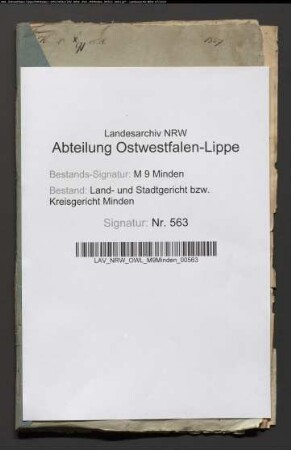 Landesarchiv NRW
Abteilung Ostwestfalen-Lippe
Bestands-Signatur: M 9 Minden
Bestand: Land- und Stadtgericht bzw.
Kreisgericht Minden
Signatur: Nr. 563
LAV_NRW_OWL_M9Minden_00563